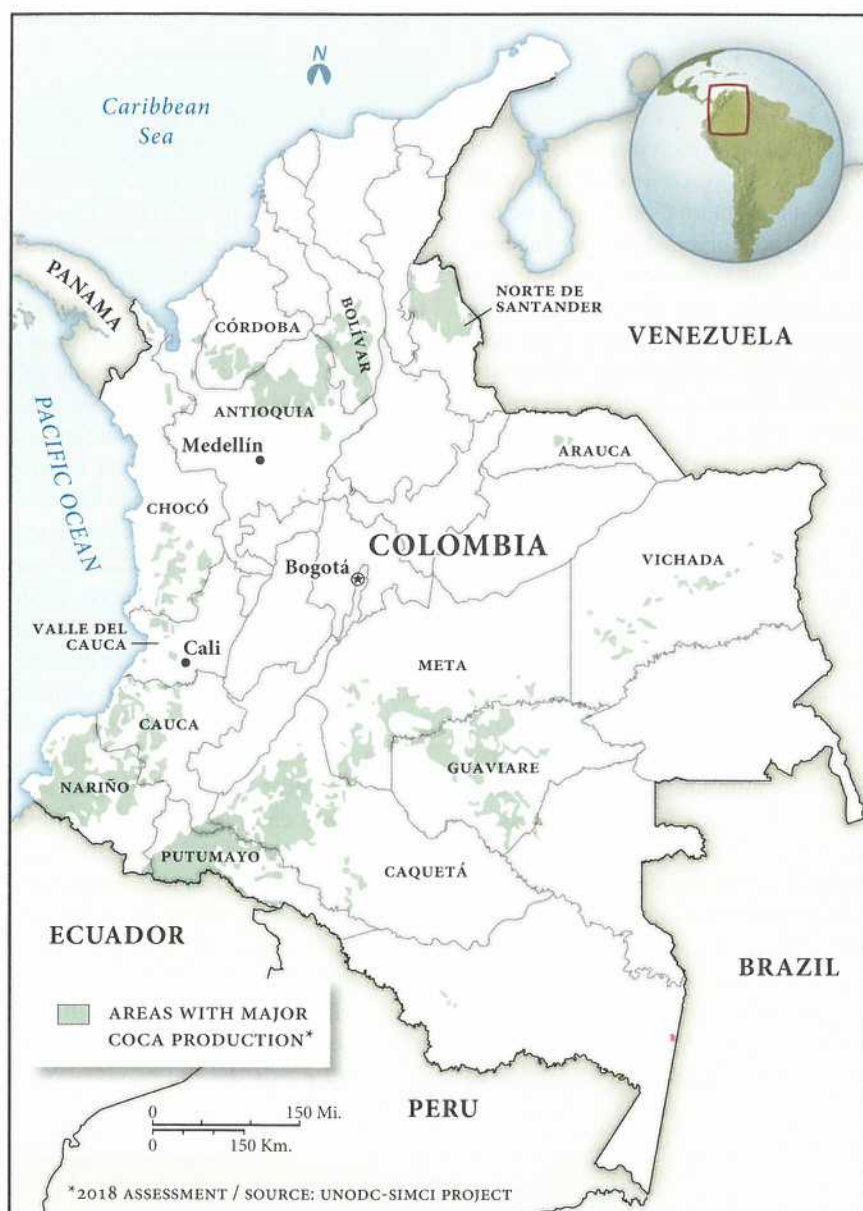 N
Caribbean
Sea
PANAMA
PACIFIC OCEAN
CÓRDOBA
BOLÍVAR
NORTE DE
SANTANDER
VENEZUELA
ANTIOQUIA
Medellín
ARAUCA
CHOCÓ
COLOMBIA
Bogotá
VICHADA
VALLE DEL
CAUCA
Cali
META
CAUCA
GUAVIARE
NARIÑO
PUTUMAYO
CAQUETÁ
ECUADOR
BRAZIL
AREAS WITH MAJOR
COCA PRODUCTION*
PERU
0 150 Mi.
0 150 Km.
*2018 ASSESSMENT / SOURCE: UNODC-SIMCI PROJECT